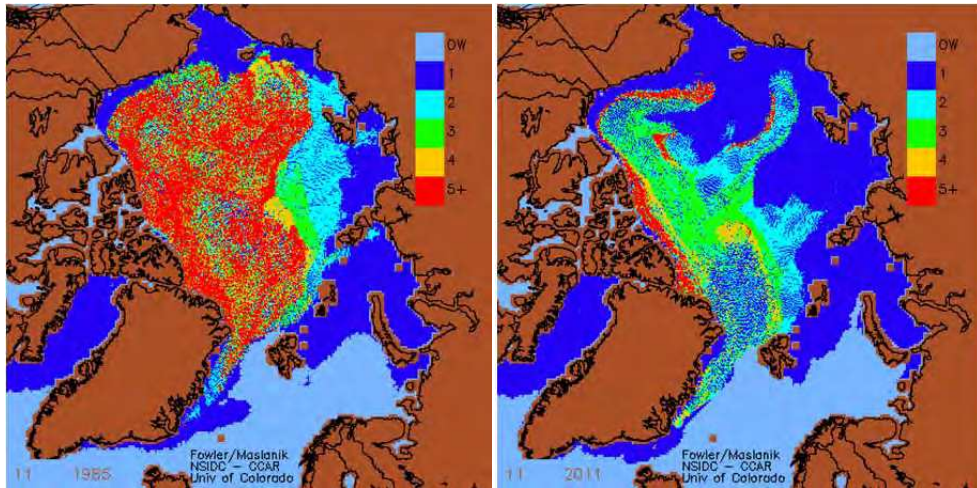 OW
1
2
3
4
5+
Fowler/Maslanik
NSIDC – CCAR
Univ of Colorado
11 1985
OW
1
2
3
4
5+
Fowler/Maslanik
NSIDC – CCAR
Univ of Colorado
11 2011